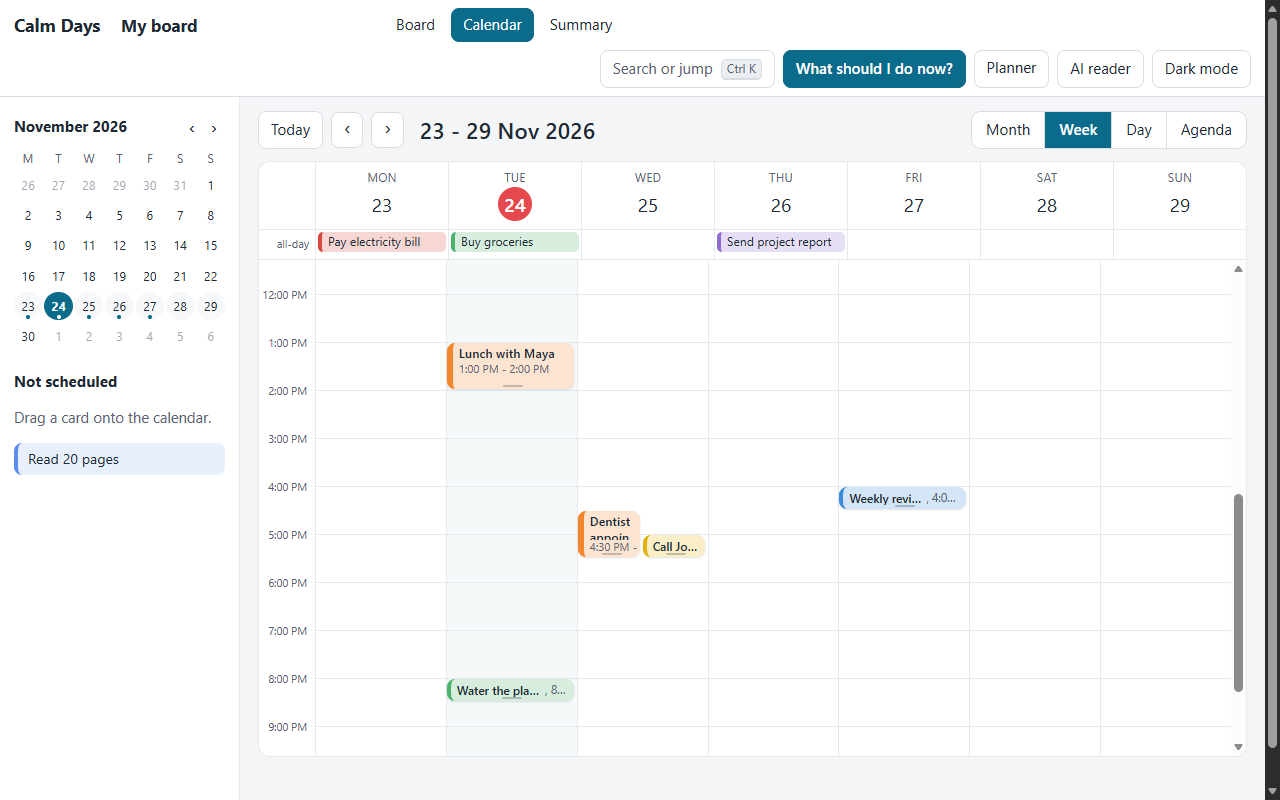 Calm Days My board Board Calendar Summary
Search or jump Ctrl K What should I do now? Planner AI reader Dark mode
November 2026 ‹ ›
M T W T F S S
26 27 28 29 30 31 1
2 3 4 5 6 7 8
9 10 11 12 13 14 15
16 17 18 19 20 21 22
23 24 25 26 27 28 29
30 1 2 3 4 5 6
Not scheduled
Drag a card onto the calendar.
Read 20 pages
Today ‹ › 23 - 29 Nov 2026 Month Week Day Agenda
MON TUE WED THU FRI SAT SUN
23 24 25 26 27 28 29
all-day Pay electricity bill Buy groceries Send project report
12:00 PM
1:00 PM
Lunch with Maya
1:00 PM - 2:00 PM
2:00 PM
3:00 PM
4:00 PM
Weekly revi... , 4:0...
5:00 PM
Dentist
appoin
4:30 PM -
Call Jo...
6:00 PM
7:00 PM
8:00 PM
Water the pla... , 8...
9:00 PM